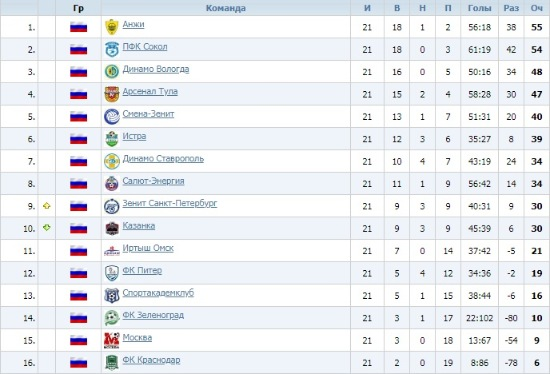 Гр Команда И В Н П Голы Раз Оч
1. Анжи 21 18 1 2 56:18 38 55
2. ПФК Сокол 21 18 0 3 61:19 42 54
3. Динамо Вологда 21 16 0 5 50:16 34 48
4. Арсенал Тула 21 15 2 4 58:28 30 47
5. Смена-Зенит 21 13 1 7 51:31 20 40
6. Истра 21 12 3 6 35:27 8 39
7. Динамо Ставрополь 21 10 4 7 43:19 24 34
8. Салют-Энергия 21 11 1 9 56:42 14 34
9. Зенит Санкт-Петербург 21 9 3 9 40:31 9 30
10. Казанка 21 9 3 9 45:39 6 30
11. Иртыш Омск 21 7 0 14 37:42 -5 21
12. ФК Питер 21 5 4 12 34:36 -2 19
13. Спортакадемклуб 21 5 1 15 38:44 -6 16
14. ФК Зеленоград 21 3 1 17 22:102 -80 10
15. Москва 21 3 0 18 13:67 -54 9
16. ФК Краснодар 21 2 0 19 8:86 -78 6